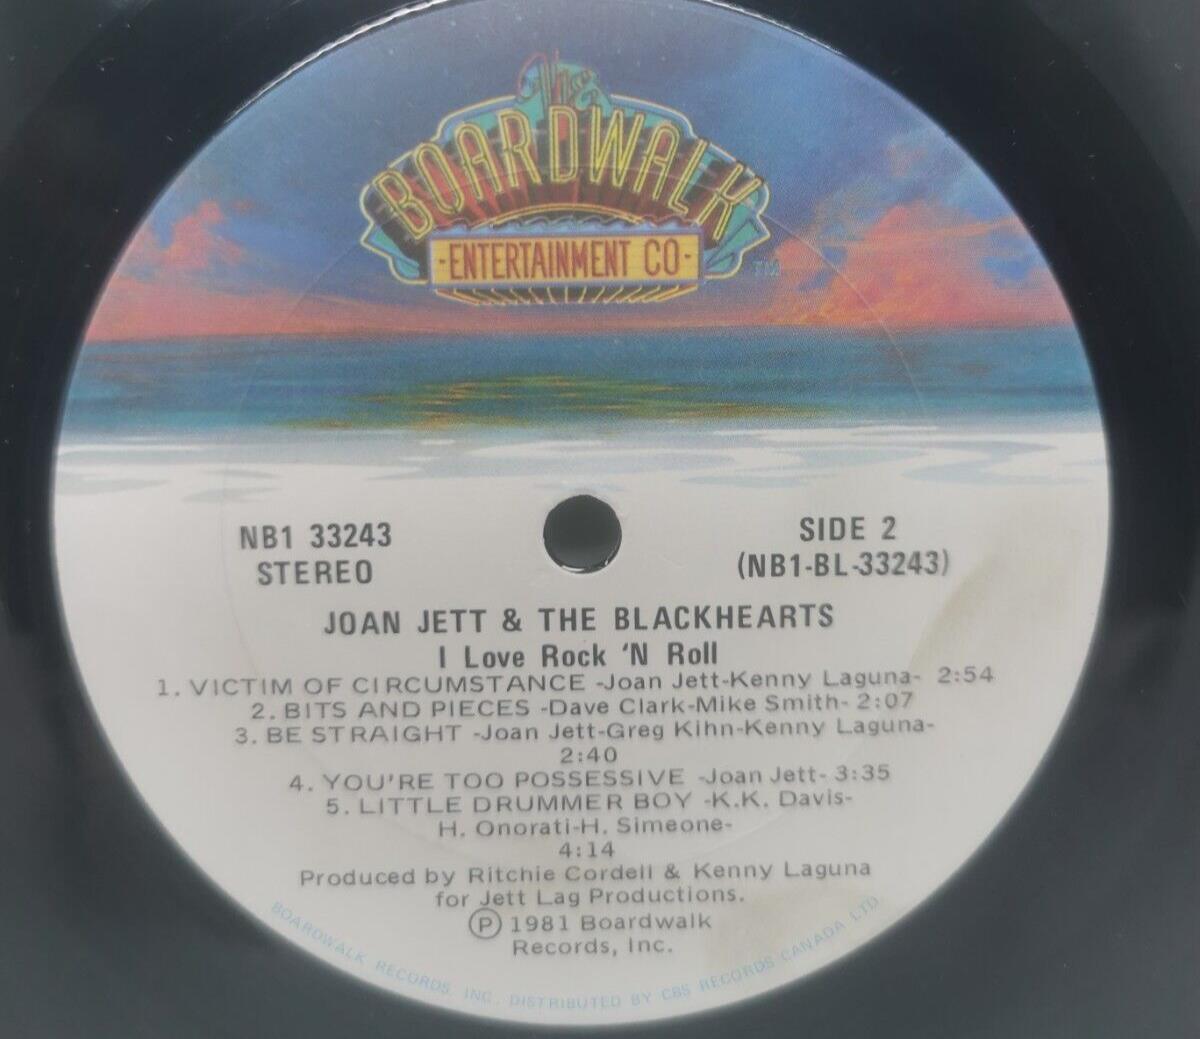 The
BOARDWALK
·ENTERTAINMENT CO·
TM
NB1 33243
STEREO
SIDE 2
(NB1-BL-33243)
JOAN JETT & THE BLACKHEARTS
I Love Rock 'N Roll
1. VICTIM OF CIRCUMSTANCE -Joan Jett-Kenny Laguna- 2:54
2. BITS AND PIECES -Dave Clark-Mike Smith- 2:07
3. BE STRAIGHT -Joan Jett-Greg Kihn-Kenny Laguna-
2:40
4. YOU'RE TOO POSSESSIVE -Joan Jett- 3:35
5. LITTLE DRUMMER BOY -K.K. Davis-
H. Onorati-H. Simeone-
4:14
Produced by Ritchie Cordell & Kenny Laguna
for Jett Lag Productions.
Ⓟ 1981 Boardwalk
Records, Inc.
BOARDWALK RECORDS, INC. DISTRIBUTED BY CBS RECORDS CANADA LTD.